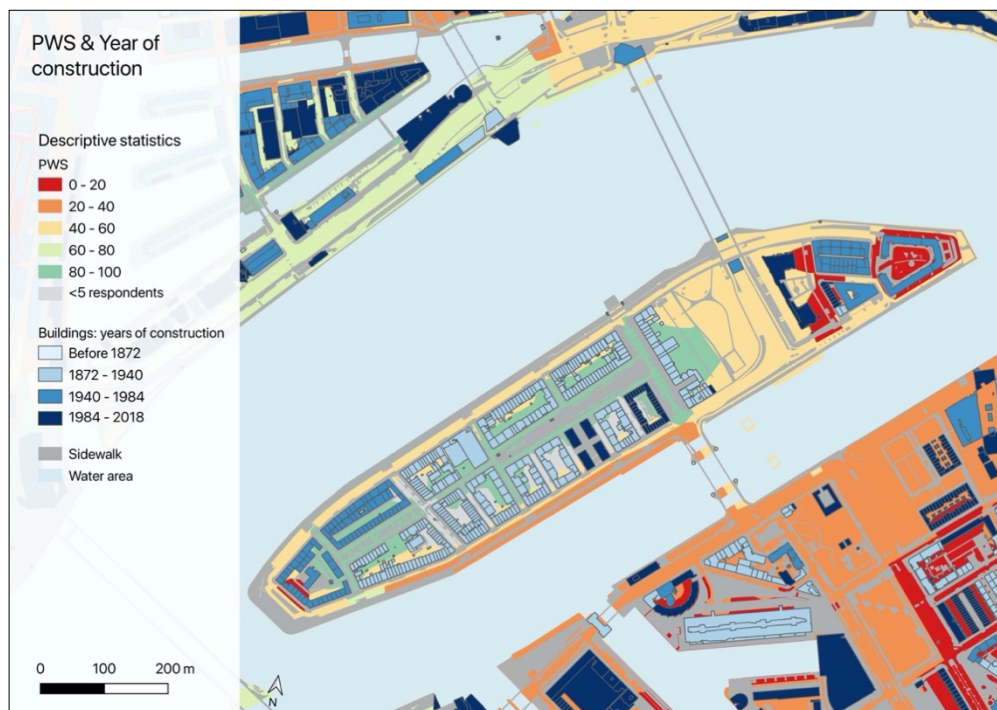 PWS & Year of
construction
Descriptive statistics
PWS
0 - 20
20 - 40
40 - 60
60 - 80
80 - 100
<5 respondents
Buildings: years of construction
Before 1872
1872 - 1940
1940 - 1984
1984 - 2018
Sidewalk
Water area
0 100 200 m
N